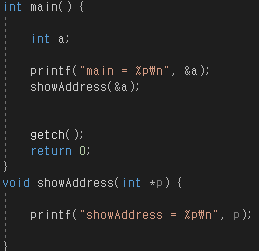 int main() {
int a;
printf("main = %p₩n", &a);
showAddress(&a);
getch();
return 0;
}
void showAddress(int *p) {
printf("showAddress = %p₩n", p);
}